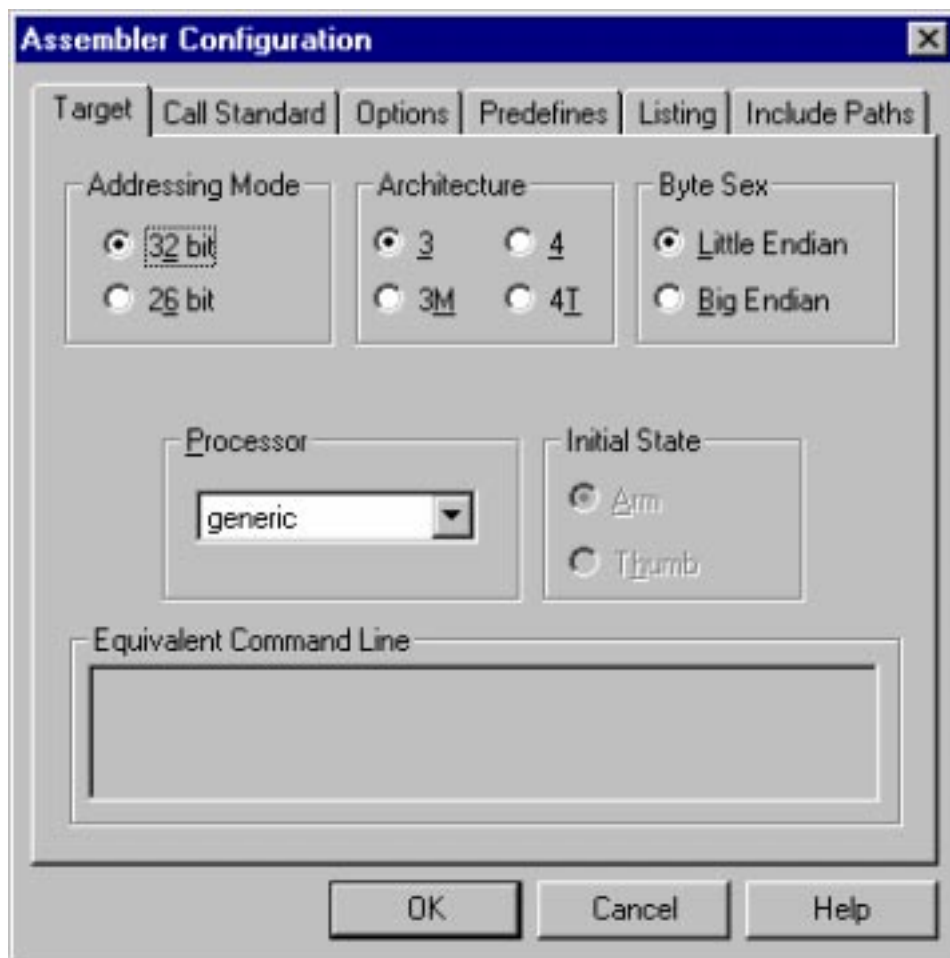 Assembler Configuration
Target Call Standard Options Predefines Listing Include Paths
Addressing Mode Architecture Byte Sex
32 bit 3 4 Little Endian
26 bit 3M 4T Big Endian
Processor Initial State
generic Arm
Thumb
Equivalent Command Line
OK Cancel Help